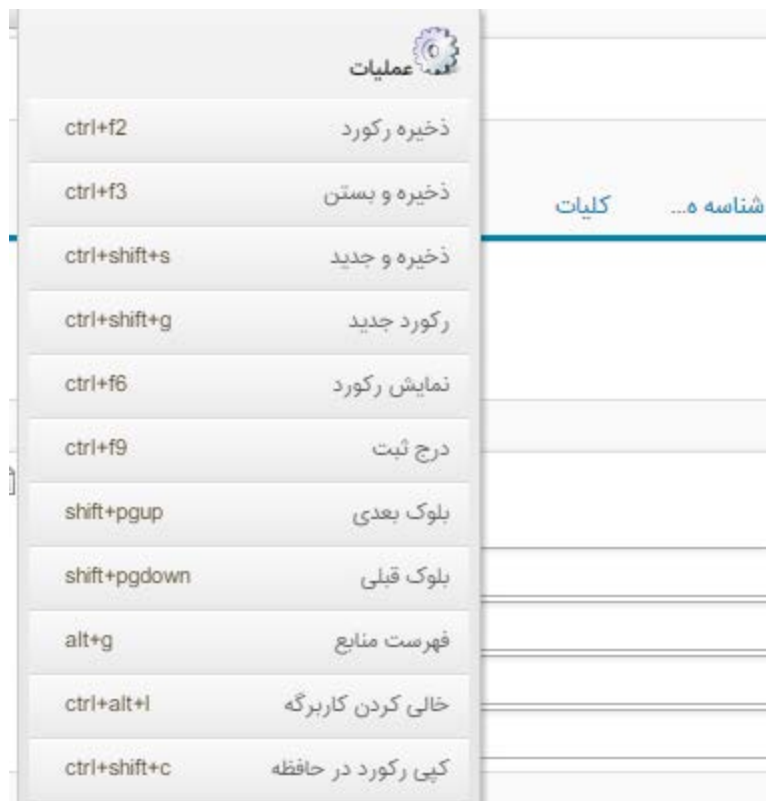 عملیات
ذخیره رکورد ctrl+f2
ذخیره و بستن ctrl+f3
شناسه ه... کلیات
ذخیره و جدید ctrl+shift+s
رکورد جدید ctrl+shift+g
نمایش رکورد ctrl+f6
درج ثبت ctrl+f9
بلوک بعدی shift+pgup
بلوک قبلی shift+pgdown
فهرست منابع alt+g
خالی کردن کاربرگه ctrl+alt+l
کپی رکورد در حافظه ctrl+shift+c